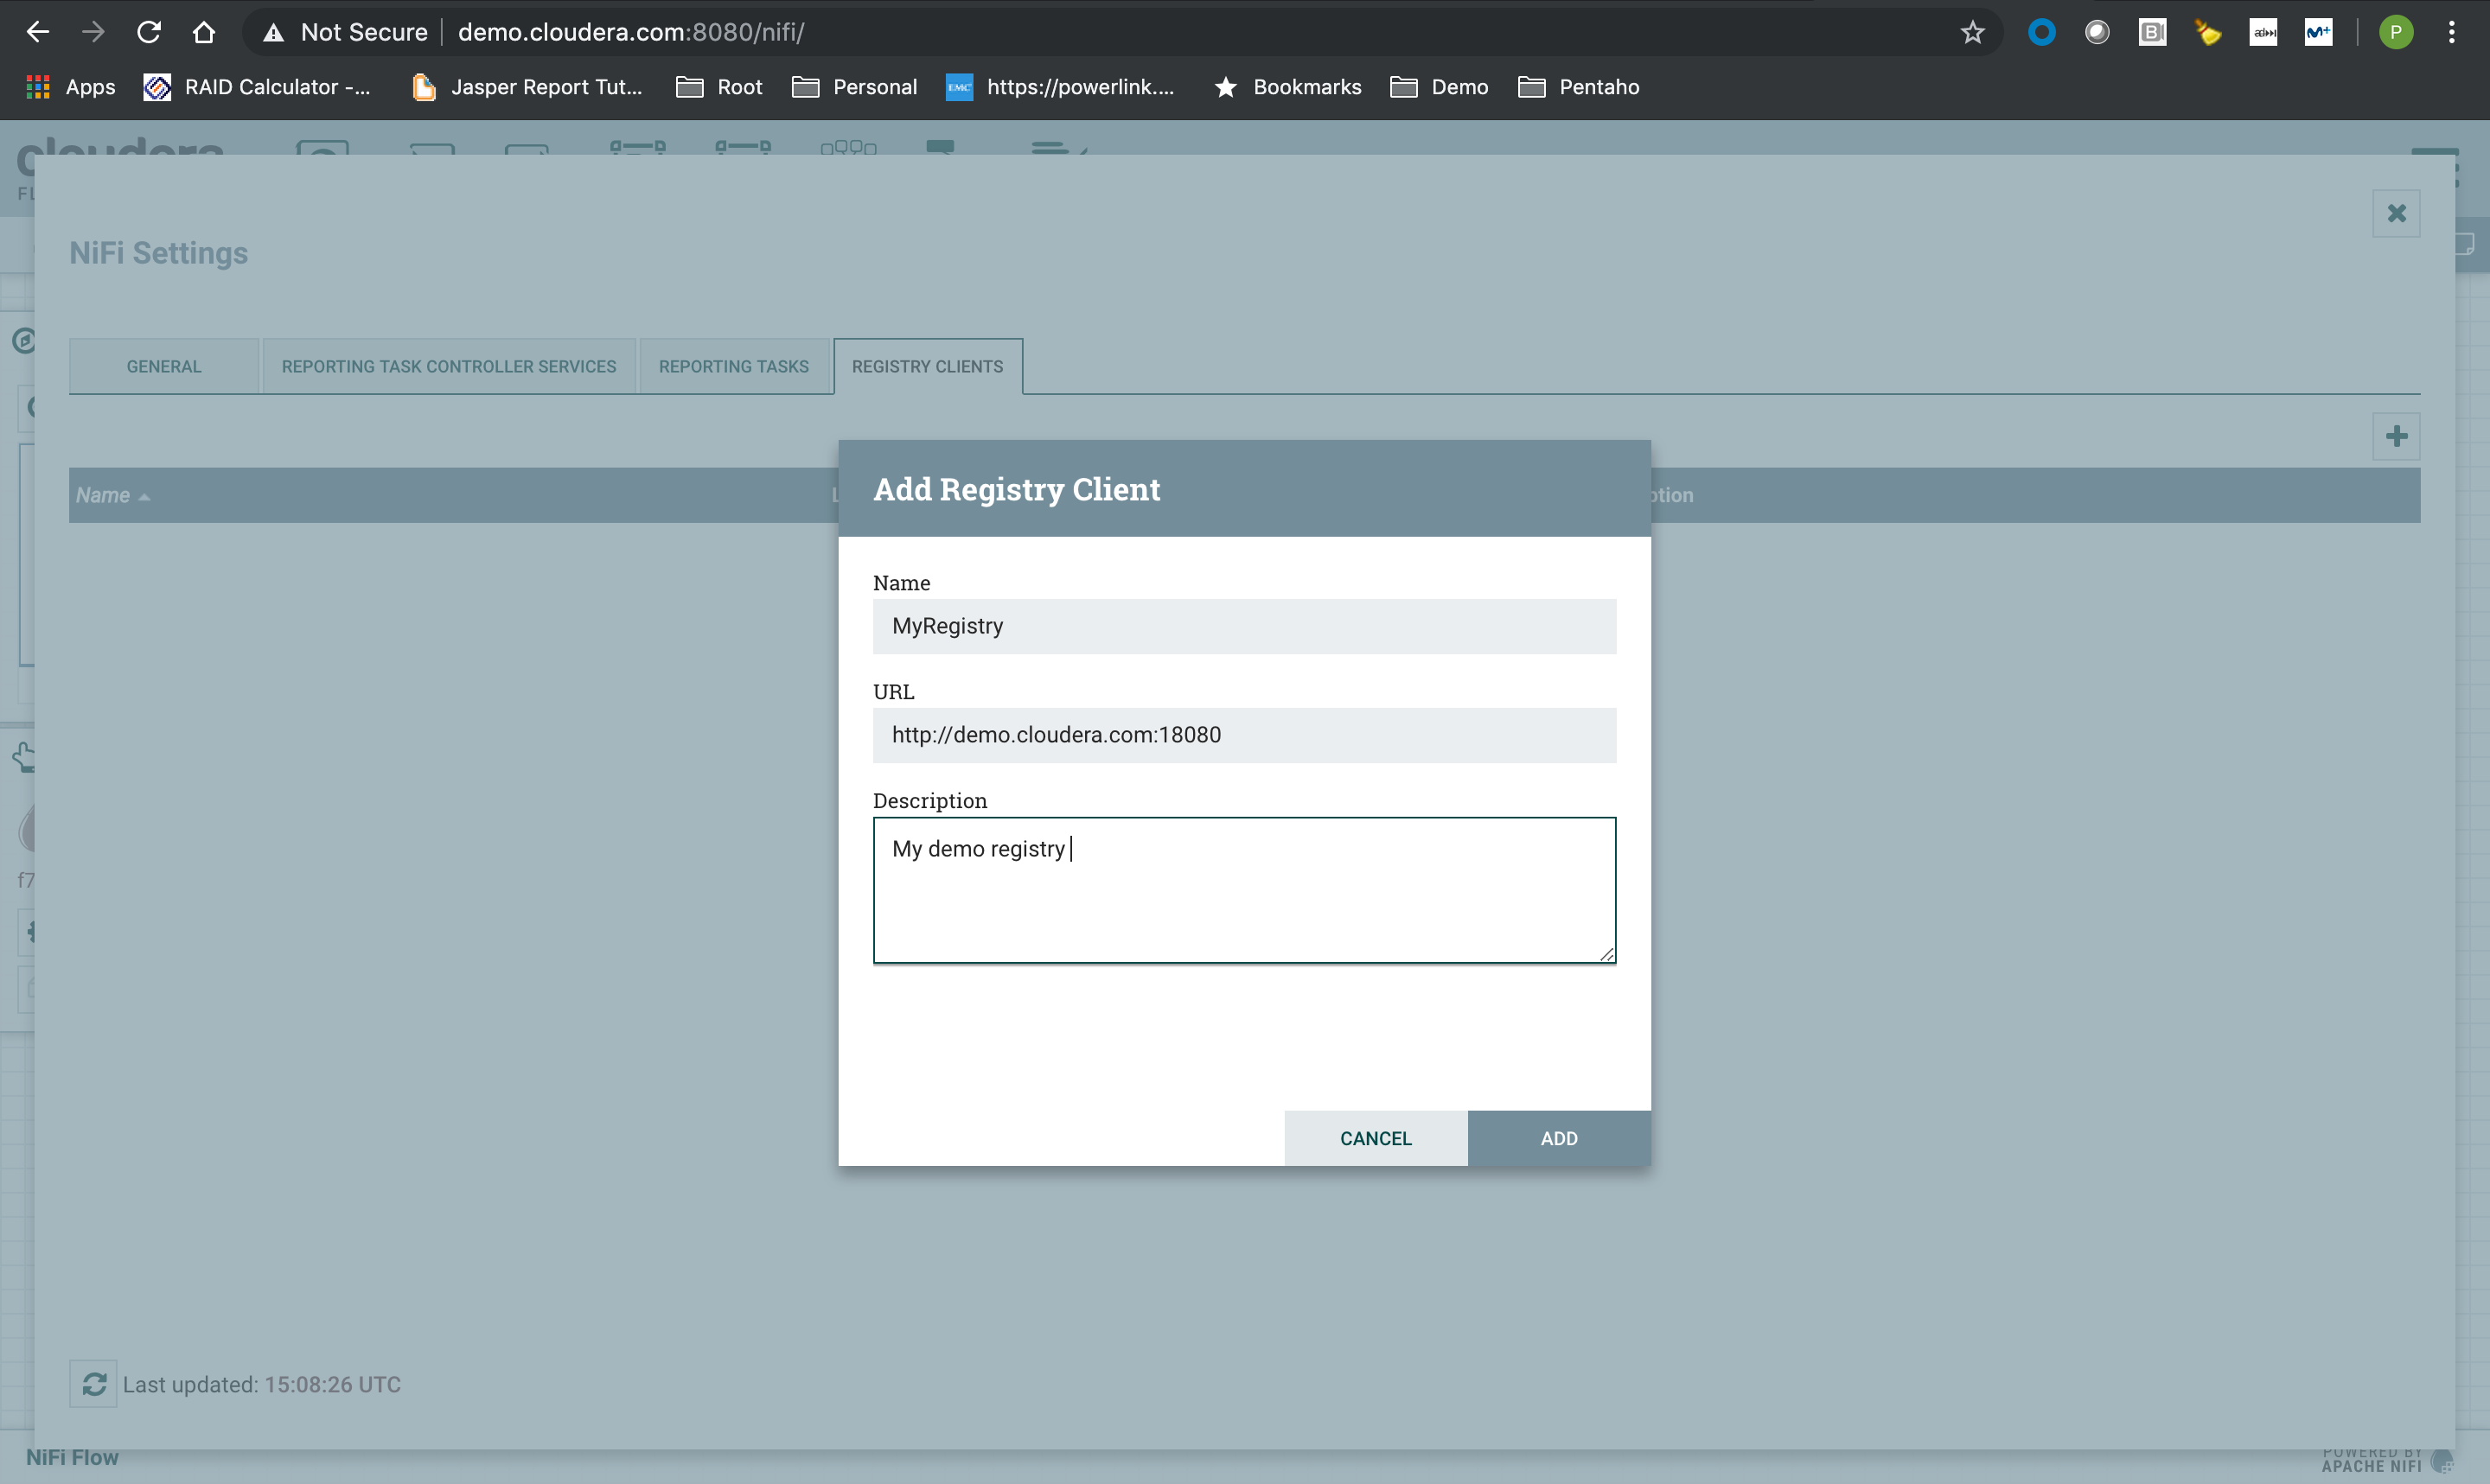 Not Secure demo.cloudera.com:8080/nifi/
P
Apps RAID Calculator -... Jasper Report Tut... Root Personal EMC² https://powerlink.... Bookmarks Demo Pentaho
cloudera
NiFi Settings
GENERAL REPORTING TASK CONTROLLER SERVICES REPORTING TASKS REGISTRY CLIENTS
Name
Add Registry Client
Name
MyRegistry
URL
http://demo.cloudera.com:18080
Description
My demo registry
CANCEL ADD
Last updated: 15:08:26 UTC
NiFi Flow
POWERED BY
APACHE NIFI